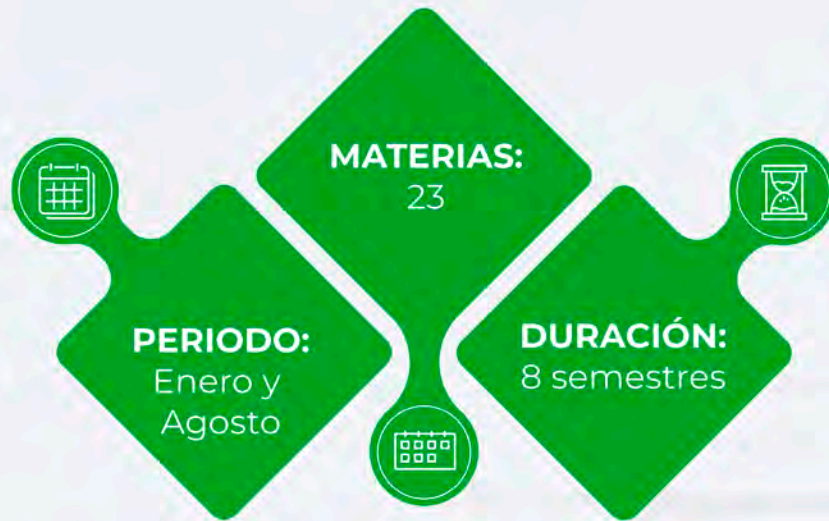 MATERIAS:
23
PERIODO:
Enero y
Agosto
DURACIÓN:
8 semestres